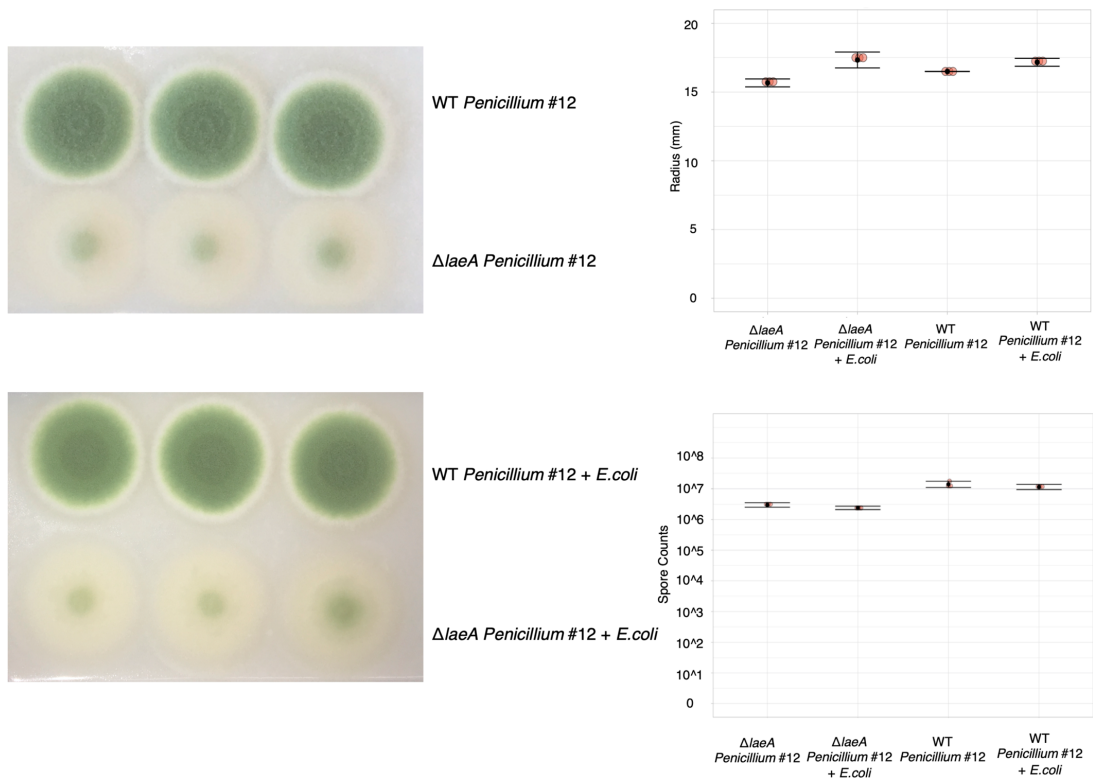 WT Penicillium #12
ΔlaeA Penicillium #12
WT Penicillium #12 + E.coli
ΔlaeA Penicillium #12 + E.coli
Radius (mm)
20
15
10
5
0
ΔlaeA
Penicillium #12
ΔlaeA
Penicillium #12
+ E.coli
WT
Penicillium #12
WT
Penicillium #12
+ E.coli
Spore Counts
10^8
10^7
10^6
10^5
10^4
10^3
10^2
10^1
0
ΔlaeA
Penicillium #12
ΔlaeA
Penicillium #12
+ E.coli
WT
Penicillium #12
WT
Penicillium #12
+ E.coli